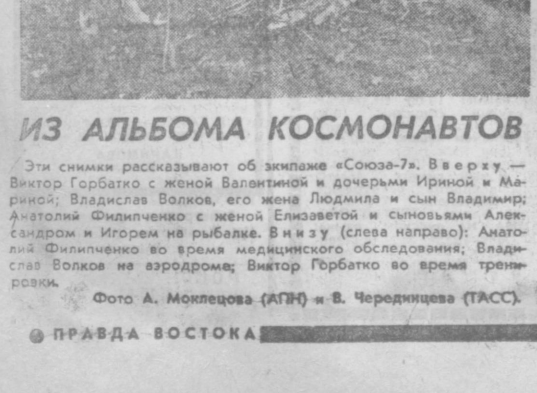 ИЗ АЛЬБОМА КОСМОНАВТОВ
Эти снимки рассказывают об экипаже «Союза-7». Вверху —
Виктор Горбатко с женой Валентиной и дочерьми Ириной и Ма-
риной; Владислав Волков, его жена Людмила и сын Владимир;
Анатолий Филипченко с женой Елизаветой и сыновьями Алек-
сандром и Игорем на рыбалке. Внизу (слева направо): Анато-
лий Филипченко во время медицинского обследования; Влади-
слав Волков на аэродроме; Виктор Горбатко во время трени-
ровки.
Фото А. Моклецова (АПН) и В. Черединцева (ТАСС).
ПРАВДА ВОСТОКА